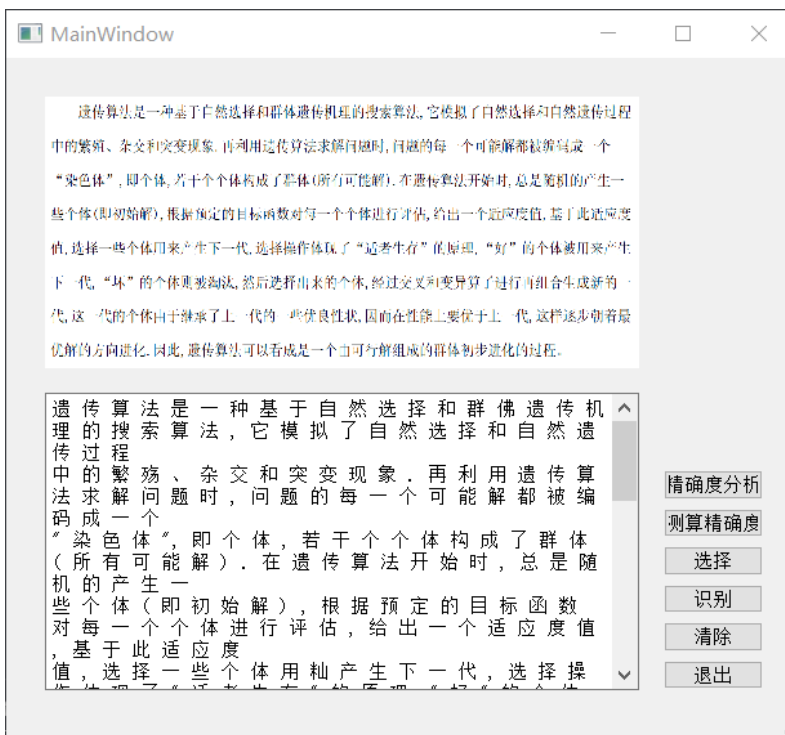 MainWindow
遗传算法是一种基于自然选择和群体遗传机理的搜索算法,它模拟了自然选择和自然遗传过程
中的繁殖、杂交和突变现象.再利用遗传算法求解问题时,问题的每一个可能解都被编码成一个
“染色体”,即个体,若干个个体构成了群体(所有可能解).在遗传算法开始时,总是随机的产生一
些个体(即初始解),根据预定的目标函数对每一个个体进行评估,给出一个适应度值,基于此适应度
值,选择一些个体用来产生下一代,选择操作体现了“适者生存”的原理,“好”的个体被用来产生
下一代,“坏”的个体则被淘汰,然后选择出来的个体,经过交叉和变异算子进行再组合生成新的一
代,这一代的个体由于继承了上一代的一些优良性状,因而在性能上要优于上一代,这样逐步朝着最
优解的方向进化.因此,遗传算法可以看成是一个由可行解组成的群体初步进化的过程.
遗 传 算 法 是 一 种 基 于 自 然 选 择 和 群 佛 遗 传 机
理 的 搜 索 算 法 , 它 模 拟 了 自 然 选 择 和 自 然 遗
传 过 程
中 的 繁 殇 、 杂 交 和 突 变 现 象 . 再 利 用 遗 传 算
法 求 解 问 题 时 , 问 题 的 每 一 个 可 能 解 都 被 编
码 成 一 个
" 染 色 体 ", 即 个 体 , 若 干 个 个 体 构 成 了 群 体
( 所 有 可 能 解 ) . 在 遗 传 算 法 开 始 时 , 总 是 随
机 的 产 生 一
些 个 体 ( 即 初 始 解 ) , 根 据 预 定 的 目 标 函 数
对 每 一 个 个 体 进 行 评 估 , 给 出 一 个 适 应 度 值
, 基 于 此 适 应 度
值 , 选 择 一 些 个 体 用 籼 产 生 下 一 代 , 选 择 操
作 体 现 了 " 适 者 生 存 " 的 原 理 , " 好 " 的 个 体
精确度分析
测算精确度
选择
识别
清除
退出